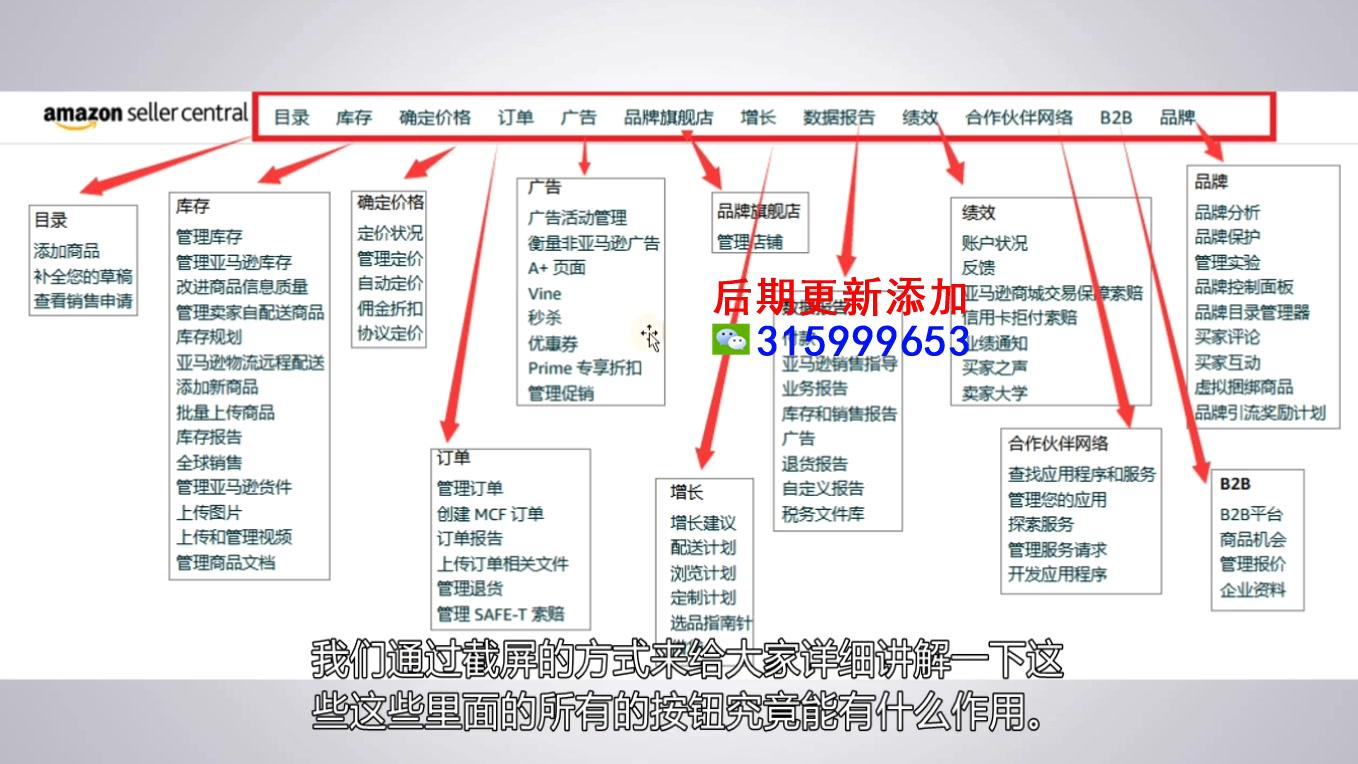 amazon seller central
目录 库存 确定价格 订单 广告 品牌旗舰店 增长 数据报告 绩效 合作伙伴网络 B2B 品牌
目录
添加商品
补全您的草稿
查看销售申请
库存
管理库存
管理亚马逊库存
改进商品信息质量
管理卖家自配送商品
库存规划
亚马逊物流远程配送
添加新商品
批量上传商品
库存报告
全球销售
管理亚马逊货件
上传图片
上传和管理视频
管理商品文档
确定价格
定价状况
管理定价
自动定价
佣金折扣
协议定价
订单
管理订单
创建 MCF 订单
订单报告
上传订单相关文件
管理退货
管理 SAFE-T 索赔
广告
广告活动管理
衡量非亚马逊广告
A+ 页面
Vine
秒杀
优惠券
Prime 专享折扣
管理促销
品牌旗舰店
管理店铺
增长
增长建议
配送计划
浏览计划
定制计划
选品指南针
后期更新添加
315999653
数据报告
付款
亚马逊销售指导
业务报告
库存和销售报告
广告
退货报告
自定义报告
税务文件库
绩效
账户状况
反馈
亚马逊商城交易保障索赔
信用卡拒付索赔
业绩通知
买家之声
卖家大学
合作伙伴网络
查找应用程序和服务
管理您的应用
探索服务
管理服务请求
开发应用程序
品牌
品牌分析
品牌保护
管理实验
品牌控制面板
品牌目录管理器
买家评论
买家互动
虚拟捆绑商品
品牌引流奖励计划
B2B
B2B平台
商品机会
管理报价
企业资料
我们通过截屏的方式来给大家详细讲解一下这
些这些里面的所有的按钮究竟能有什么作用。